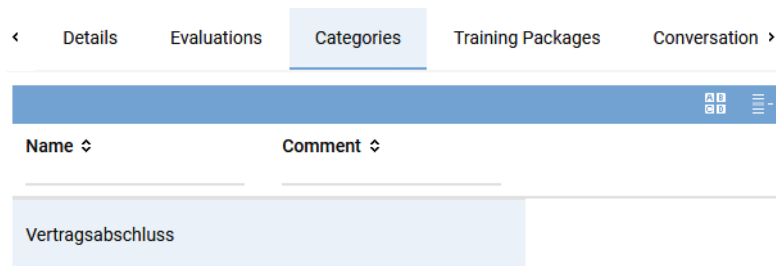 Details Evaluations Categories Training Packages Conversation
A B
C D
Name Comment
Vertragsabschluss